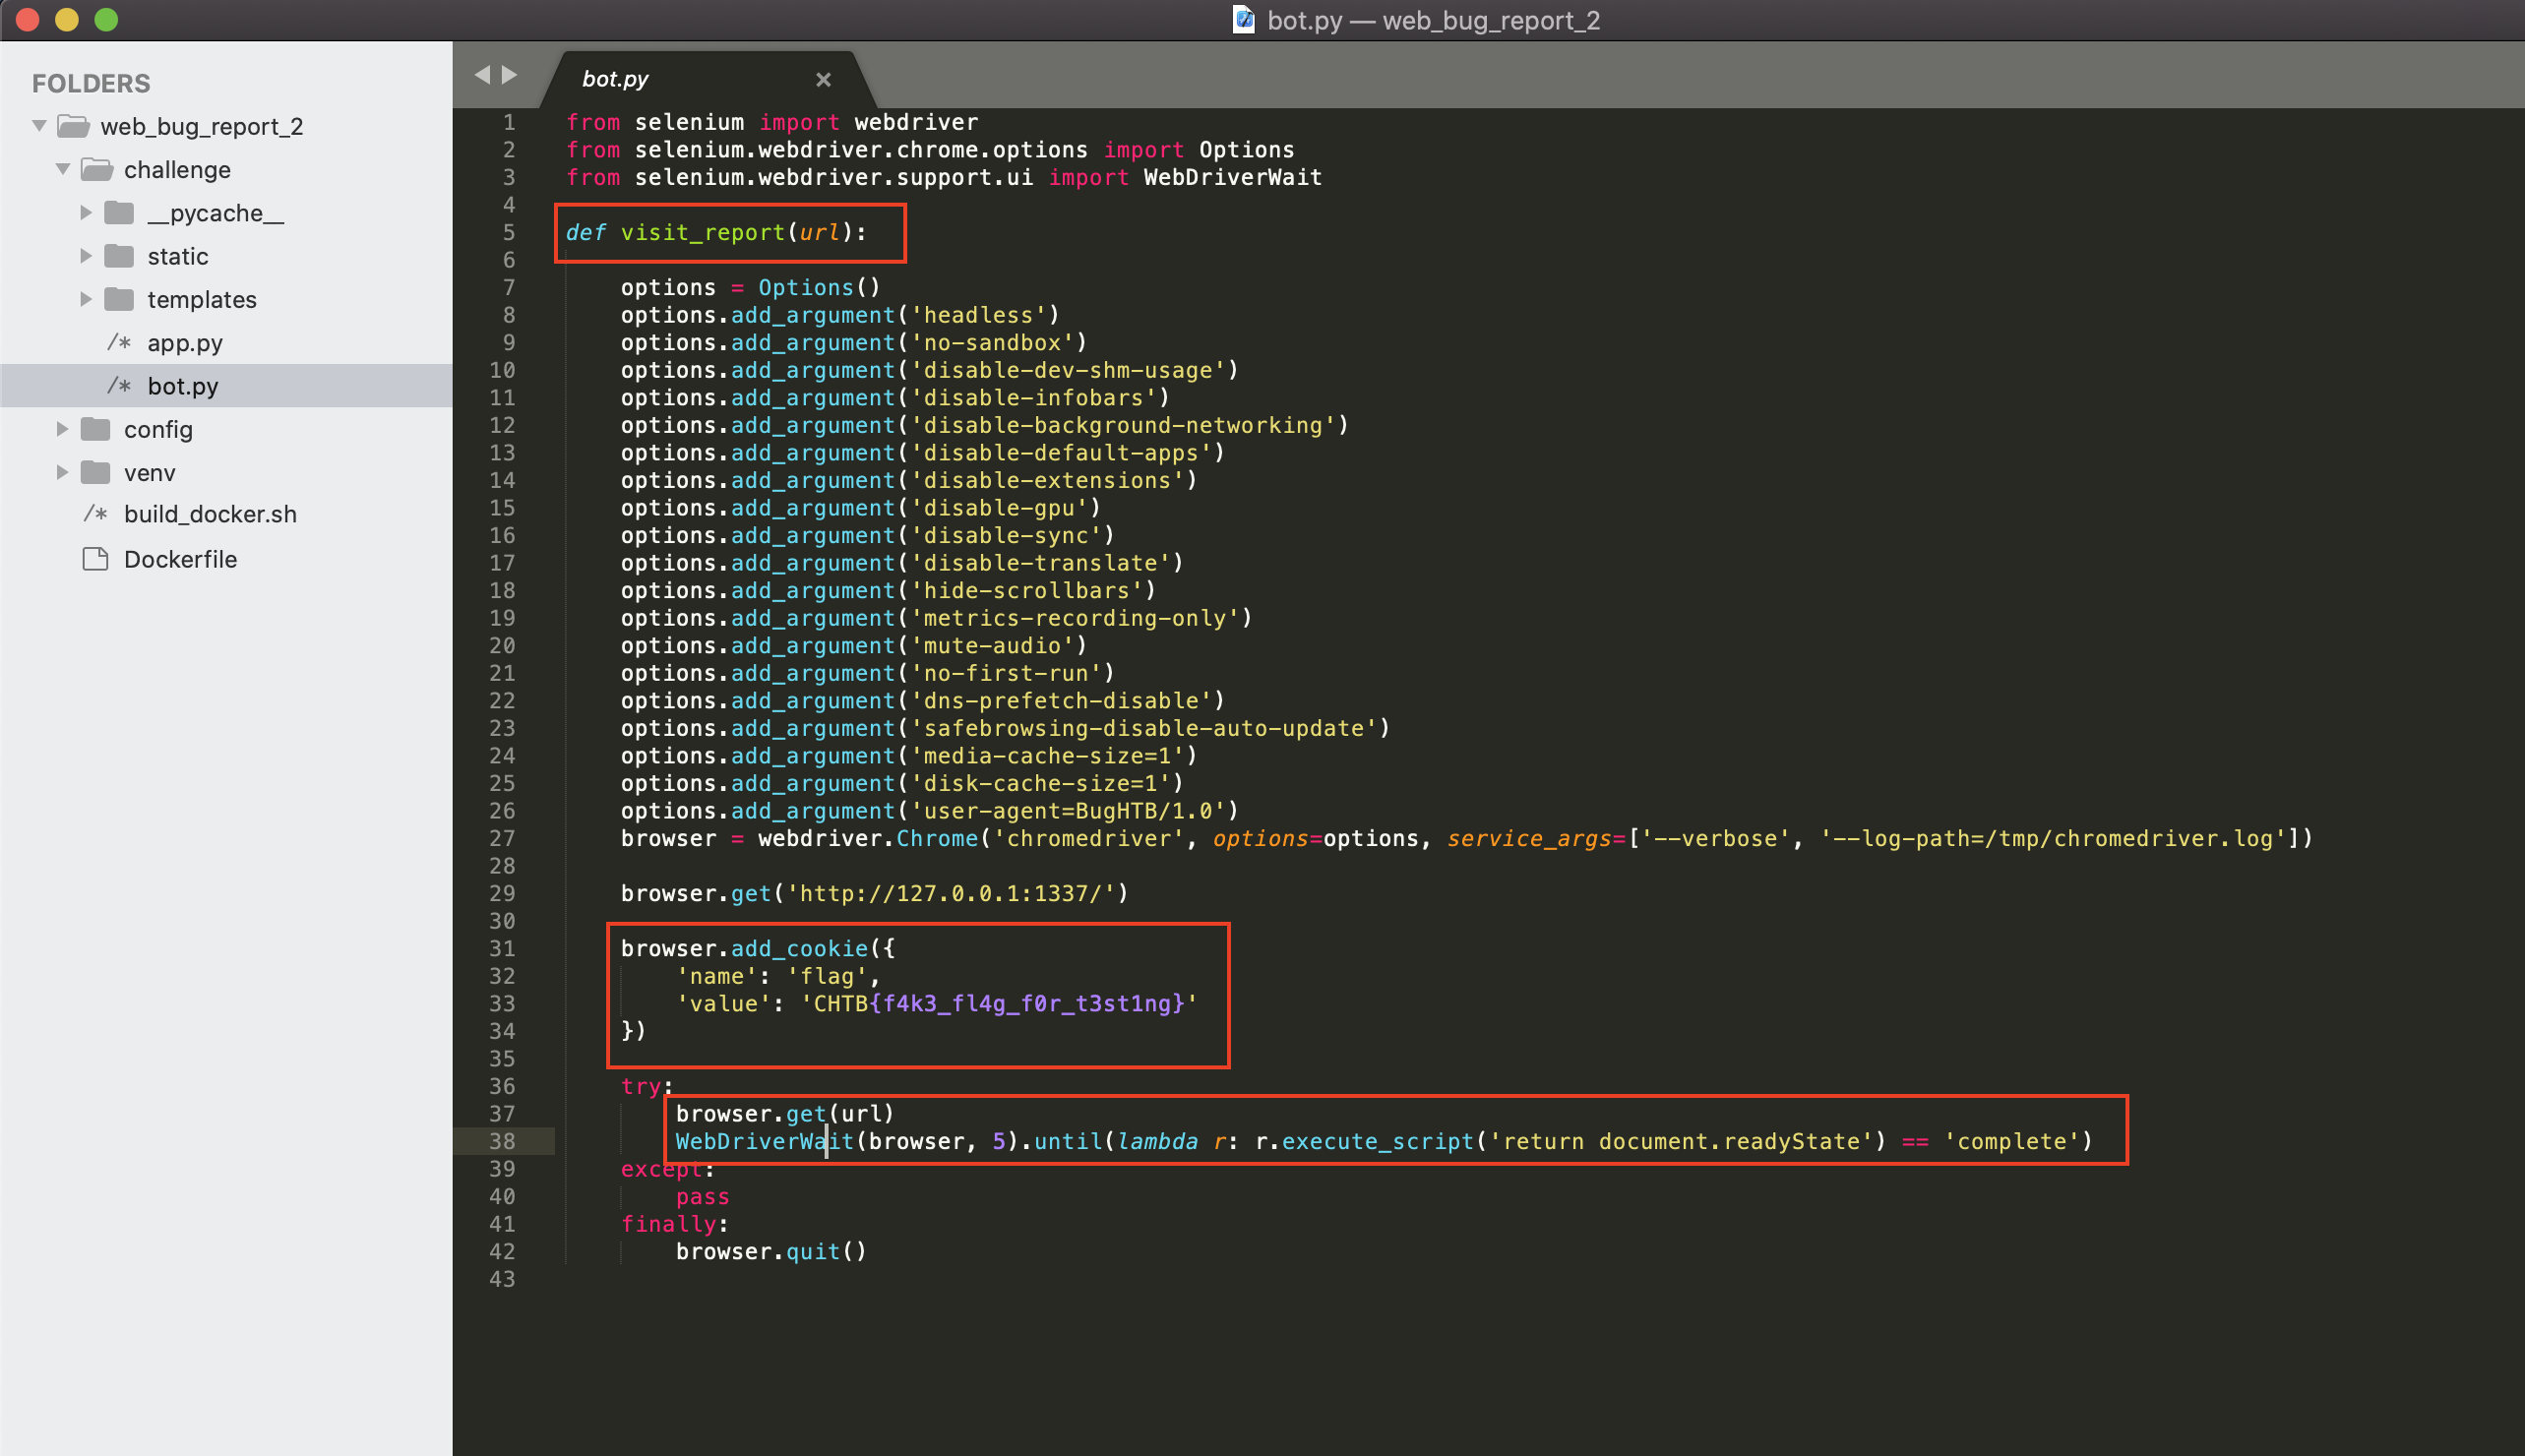 bot.py — web_bug_report_2
FOLDERS
web_bug_report_2
challenge
__pycache__
static
templates
/* app.py
/* bot.py
config
venv
/* build_docker.sh
Dockerfile
bot.py ×
1 from selenium import webdriver
2 from selenium.webdriver.chrome.options import Options
3 from selenium.webdriver.support.ui import WebDriverWait
4
5 def visit_report(url):
6
7     options = Options()
8     options.add_argument('headless')
9     options.add_argument('no-sandbox')
10     options.add_argument('disable-dev-shm-usage')
11     options.add_argument('disable-infobars')
12     options.add_argument('disable-background-networking')
13     options.add_argument('disable-default-apps')
14     options.add_argument('disable-extensions')
15     options.add_argument('disable-gpu')
16     options.add_argument('disable-sync')
17     options.add_argument('disable-translate')
18     options.add_argument('hide-scrollbars')
19     options.add_argument('metrics-recording-only')
20     options.add_argument('mute-audio')
21     options.add_argument('no-first-run')
22     options.add_argument('dns-prefetch-disable')
23     options.add_argument('safebrowsing-disable-auto-update')
24     options.add_argument('media-cache-size=1')
25     options.add_argument('disk-cache-size=1')
26     options.add_argument('user-agent=BugHTB/1.0')
27     browser = webdriver.Chrome('chromedriver', options=options, service_args=['--verbose', '--log-path=/tmp/chromedriver.log'])
28
29     browser.get('http://127.0.0.1:1337/')
30
31     browser.add_cookie({
32         'name': 'flag',
33         'value': 'CHTB{f4k3_fl4g_f0r_t3st1ng}'
34     })
35
36     try:
37         browser.get(url)
38         WebDriverWait(browser, 5).until(lambda r: r.execute_script('return document.readyState') == 'complete')
39     except:
40         pass
41     finally:
42         browser.quit()
43